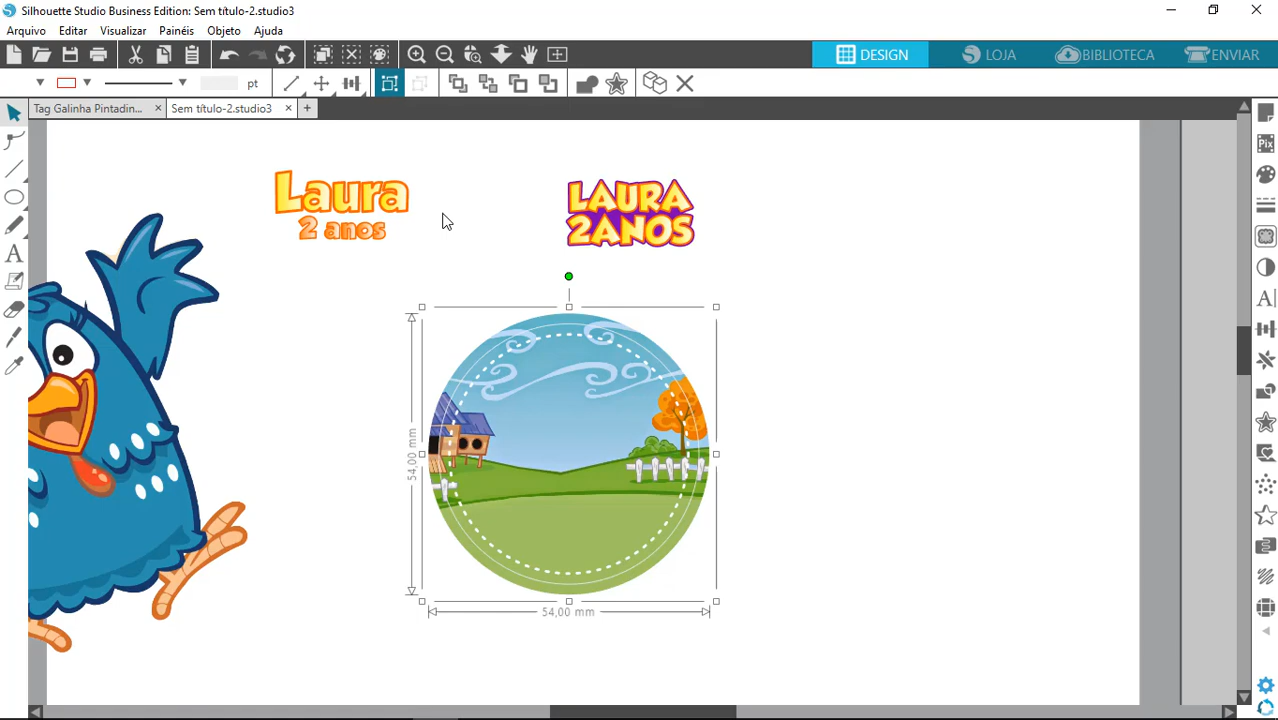 Silhouette Studio Business Edition: Sem título-2.studio3
Arquivo Editar Visualizar Painéis Objeto Ajuda
DESIGN LOJA BIBLIOTECA ENVIAR
pt
Tag Galinha Pintadin... Sem título-2.studio3
Laura
2 anos
LAURA
2ANOS
54,00 mm
54,00 mm